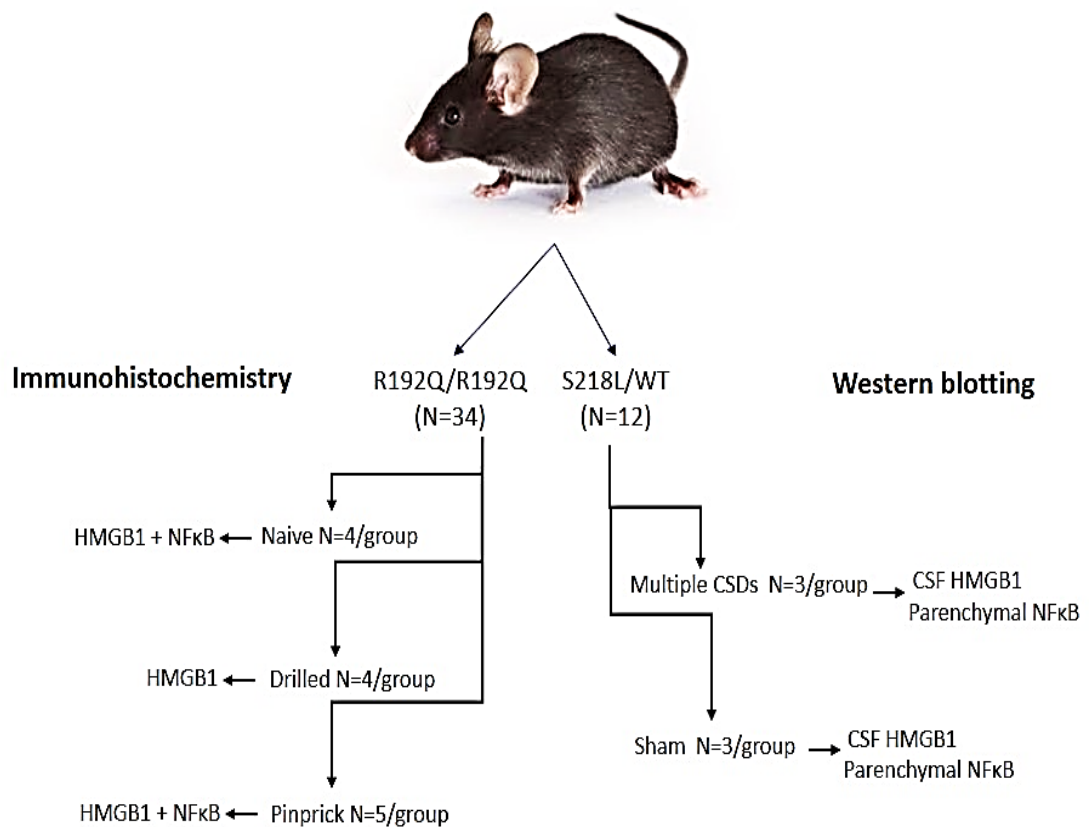 Immunohistochemistry
R192Q/R192Q
(N=34)
S218L/WT
(N=12)
Western blotting
HMGB1 + NFκB
Naive N=4/group
HMGB1
Drilled N=4/group
HMGB1 + NFκB
Pinprick N=5/group
Multiple CSDs N=3/group
CSF HMGB1
Parenchymal NFκB
Sham N=3/group
CSF HMGB1
Parenchymal NFκB